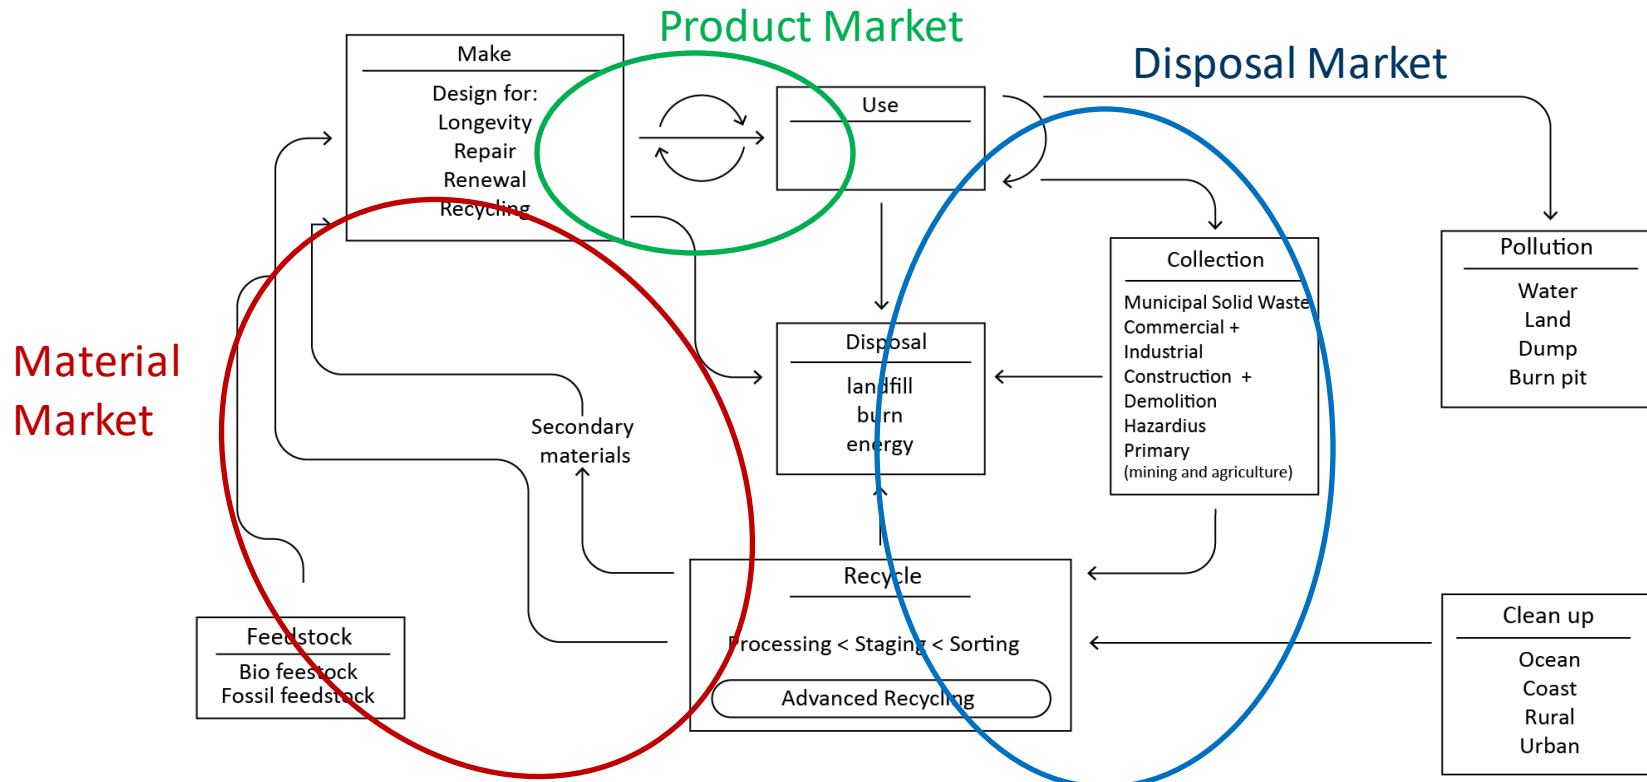 Product Market
Disposal Market
Material
Market
Make
Design for:
Longevity
Repair
Renewal
Recycling
Use
Collection
Municipal Solid Waste
Commercial +
Industrial
Construction +
Demolition
Hazardius
Primary
(mining and agriculture)
Pollution
Water
Land
Dump
Burn pit
Disposal
landfill
burn
energy
Secondary
materials
Recycle
Processing < Staging < Sorting
Advanced Recycling
Feedstock
Bio feestock
Fossil feedstock
Clean up
Ocean
Coast
Rural
Urban